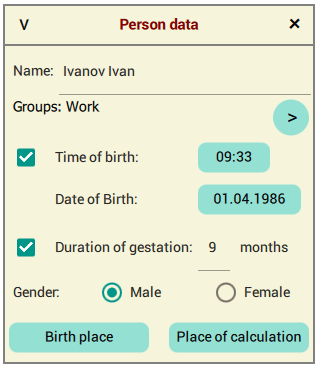 V Person data ×
Name: Ivanov Ivan
Groups: Work
>
Time of birth: 09:33
Date of Birth: 01.04.1986
Duration of gestation: 9 months
Gender: Male Female
Birth place Place of calculation